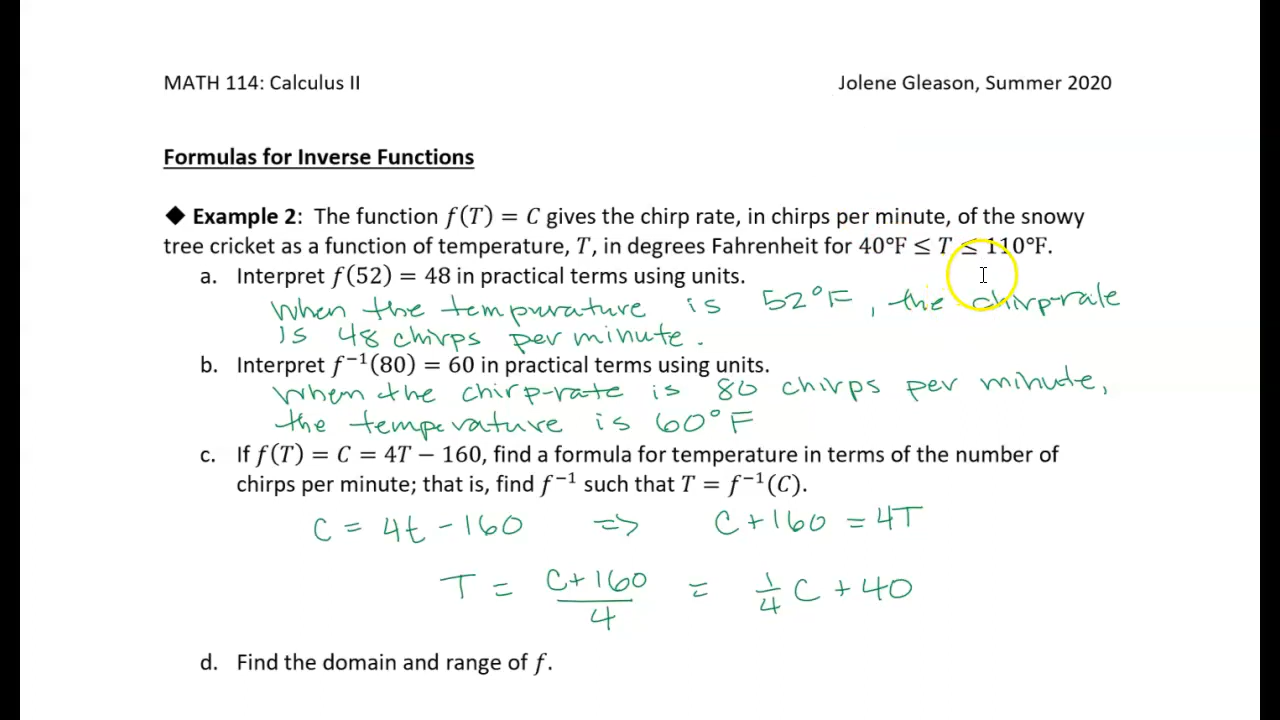 MATH 114: Calculus II
Jolene Gleason, Summer 2020
Formulas for Inverse Functions
◆ Example 2: The function f(T) = C gives the chirp rate, in chirps per minute, of the snowy
tree cricket as a function of temperature, T, in degrees Fahrenheit for 40°F ≤ T ≤ 110°F.
a. Interpret f(52) = 48 in practical terms using units.
When the temperature is 52°F, the chirp-rate
is 48 chirps per minute.
b. Interpret f⁻¹(80) = 60 in practical terms using units.
When the chirp-rate is 80 chirps per minute,
the temperature is 60°F
c. If f(T) = C = 4T − 160, find a formula for temperature in terms of the number of
chirps per minute; that is, find f⁻¹ such that T = f⁻¹(C).
C = 4t - 160 => C + 160 = 4T
T = (C + 160)/4 = 1/4 C + 40
d. Find the domain and range of f.